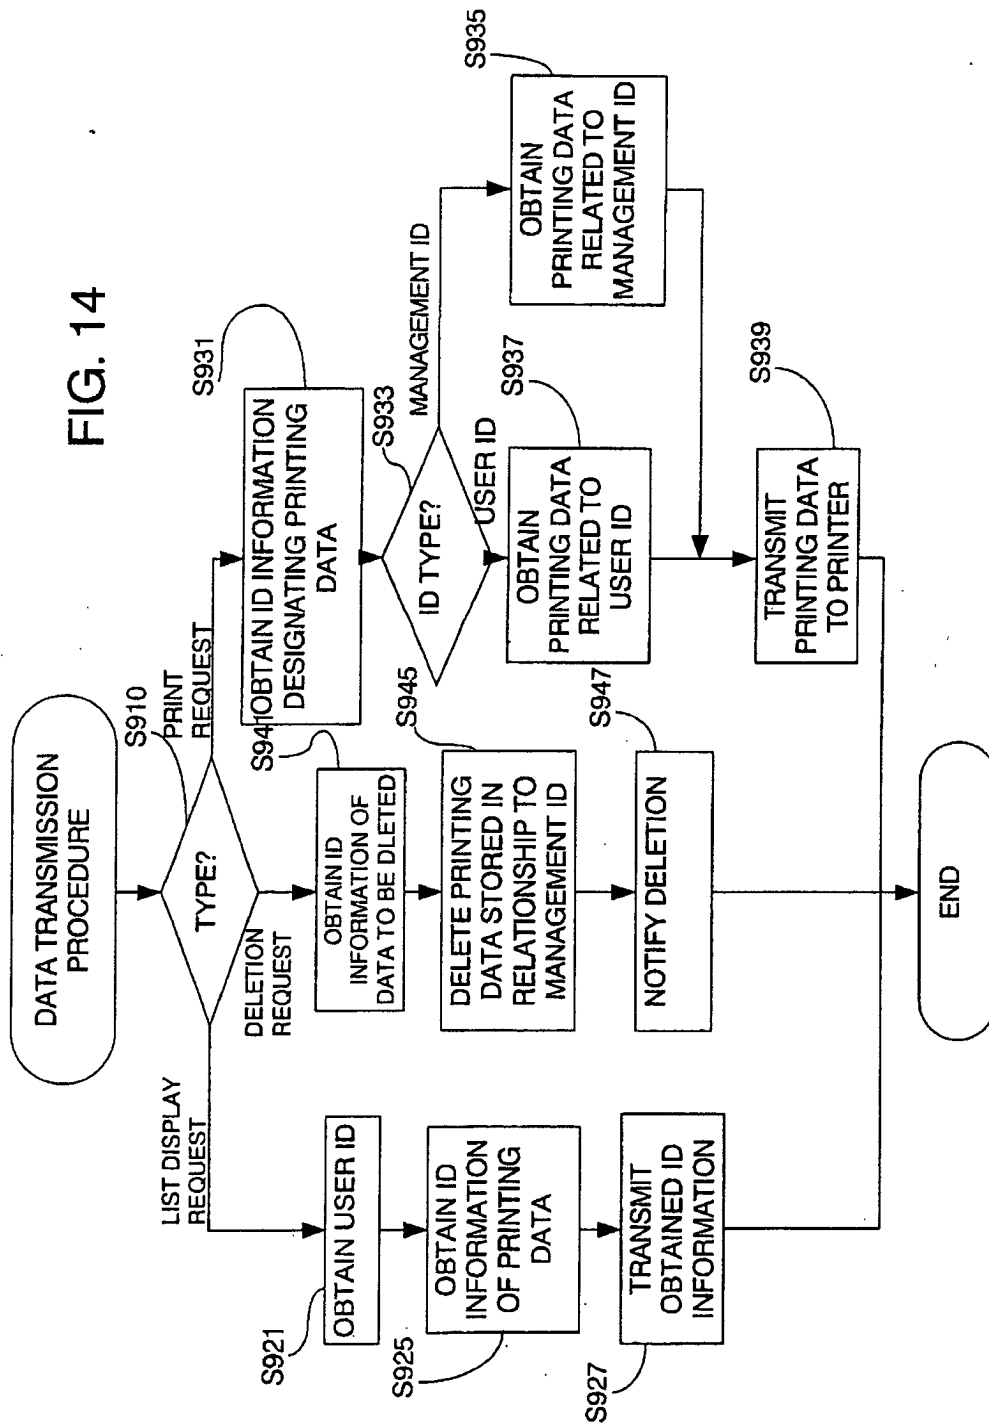 FIG. 14
DATA TRANSMISSION
PROCEDURE
S910
TYPE?
LIST DISPLAY
REQUEST
DELETION
REQUEST
PRINT
REQUEST
S921
OBTAIN USER ID
S925
OBTAIN ID
INFORMATION
OF PRINTING
DATA
S927
TRANSMIT
OBTAINED ID
INFORMATION
S941
OBTAIN ID
INFORMATION OF
DATA TO BE DLETED
S945
DELETE PRINTING
DATA STORED IN
RELATIONSHIP TO
MANAGEMENT ID
S947
NOTIFY DELETION
S931
OBTAIN ID INFORMATION
DESIGNATING PRINTING
DATA
S933
ID TYPE?
MANAGEMENT ID
USER ID
S937
OBTAIN
PRINTING DATA
RELATED TO
USER ID
S935
OBTAIN
PRINTING DATA
RELATED TO
MANAGEMENT ID
S939
TRANSMIT
PRINTING DATA
TO PRINTER
END